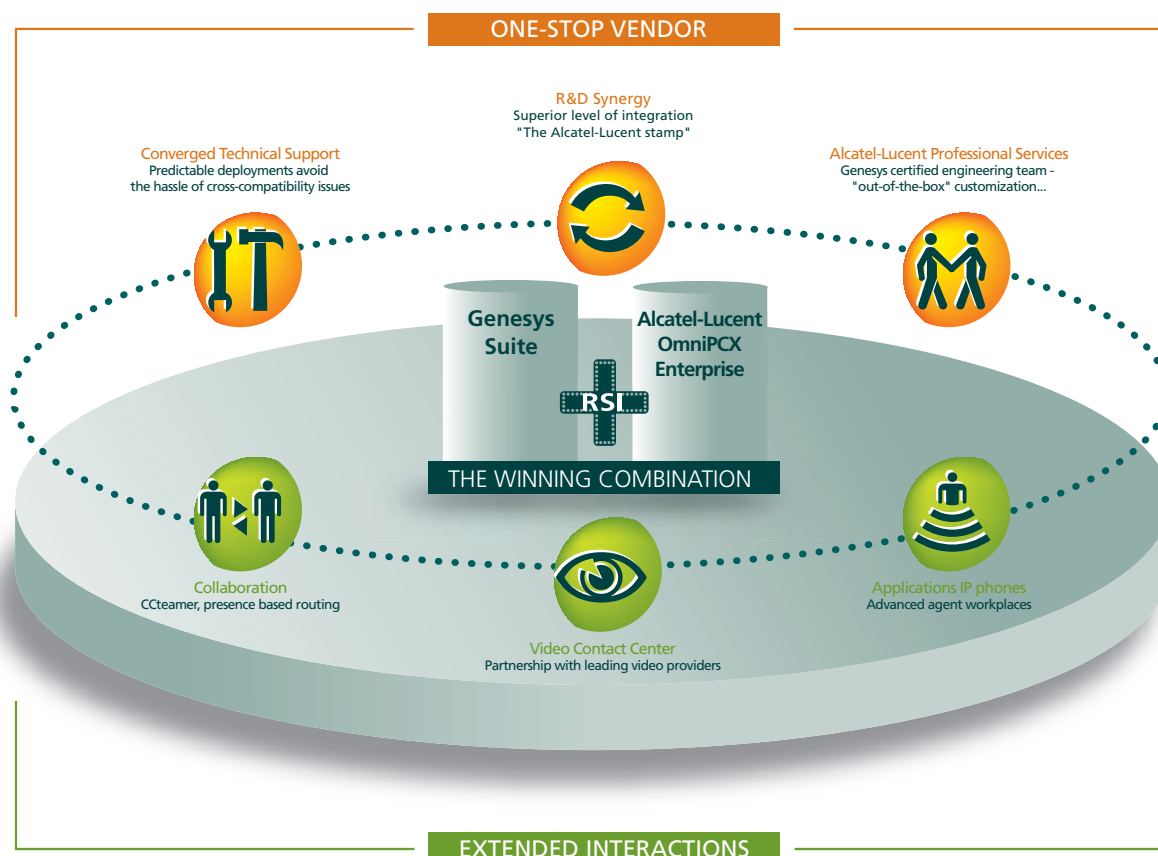 ONE-STOP VENDOR
R&D Synergy
Superior level of integration
"The Alcatel-Lucent stamp"
Converged Technical Support
Predictable deployments avoid
the hassle of cross-compatibility issues
Alcatel-Lucent Professional Services
Genesys certified engineering team -
"out-of-the-box" customization...
Genesys
Suite
Alcatel-Lucent
OmniPCX
Enterprise
RSI
THE WINNING COMBINATION
Collaboration
CCteamer, presence based routing
Applications IP phones
Advanced agent workplaces
Video Contact Center
Partnership with leading video providers
EXTENDED INTERACTIONS